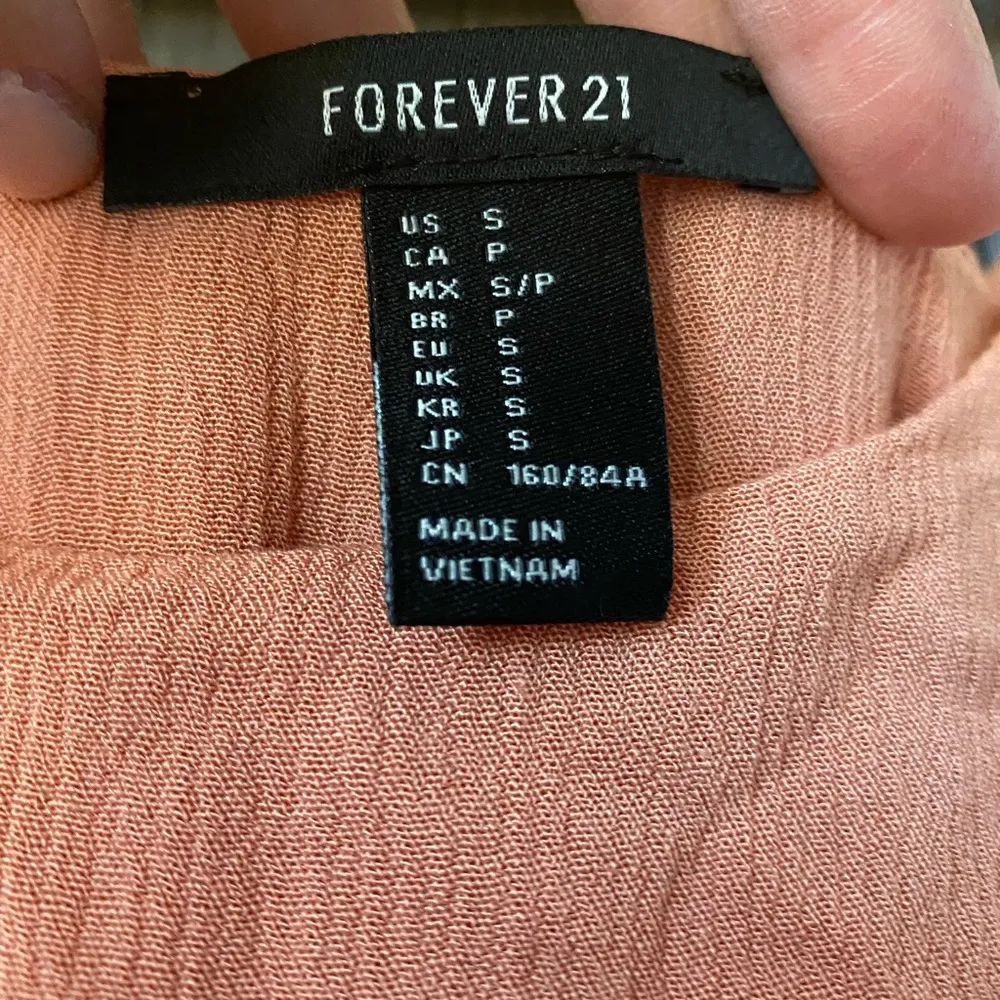 FOREVER 21
US S
CA P
MX S/P
BR P
EU S
UK S
KR S
JP S
CN 160/84A
MADE IN
VIETNAM